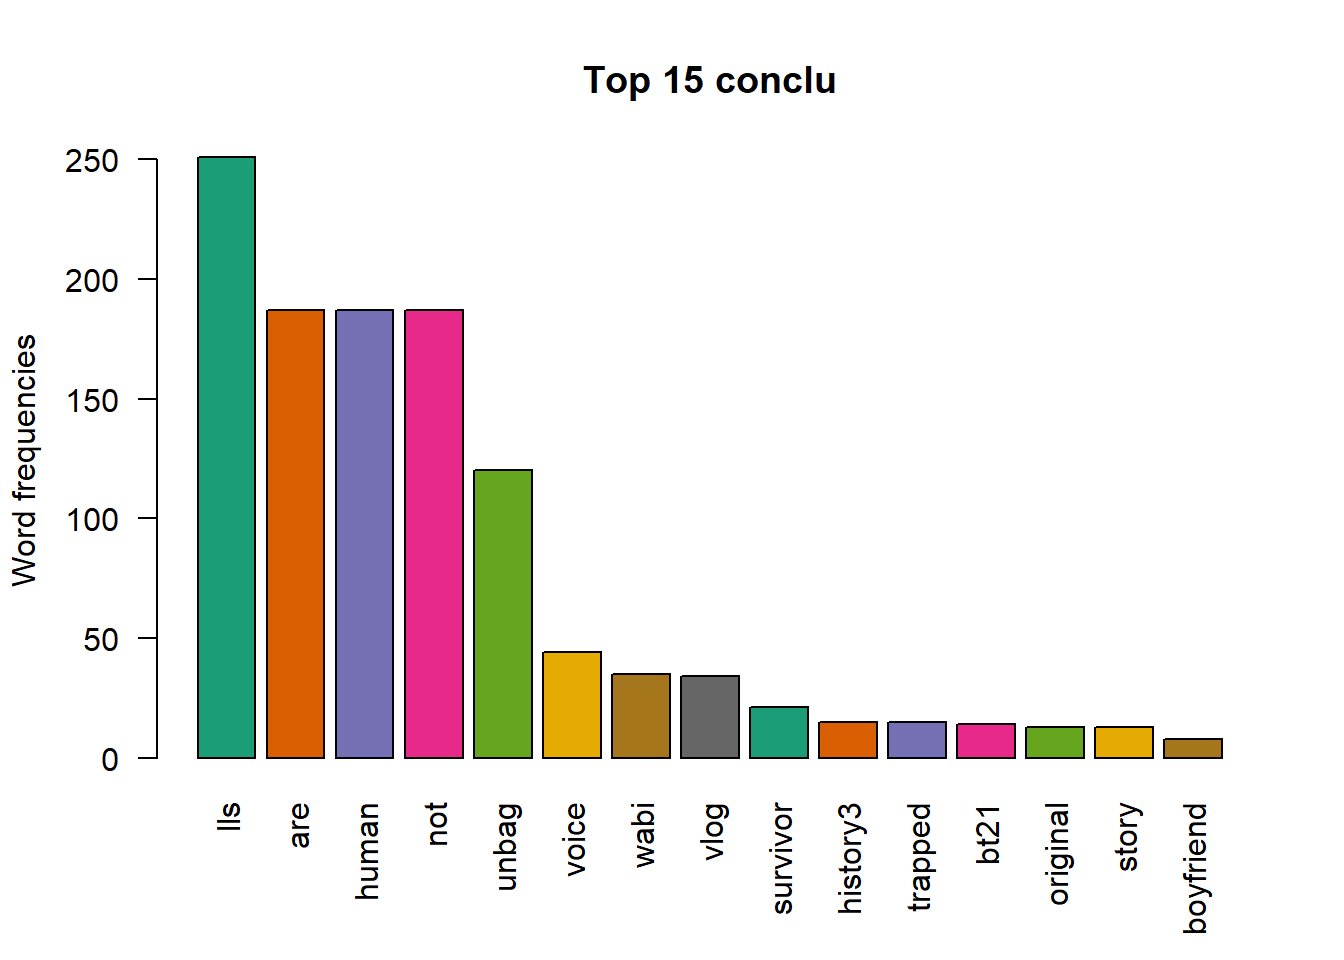 Top 15 conclu
Word frequencies
250
200
150
100
50
0
lls
are
human
not
unbag
voice
wabi
vlog
survivor
history3
trapped
bt21
original
story
boyfriend